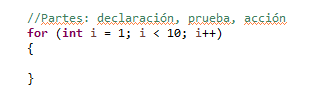 //Partes: declaración, prueba, acción
for (int i = 1; i < 10; i++)
{
}